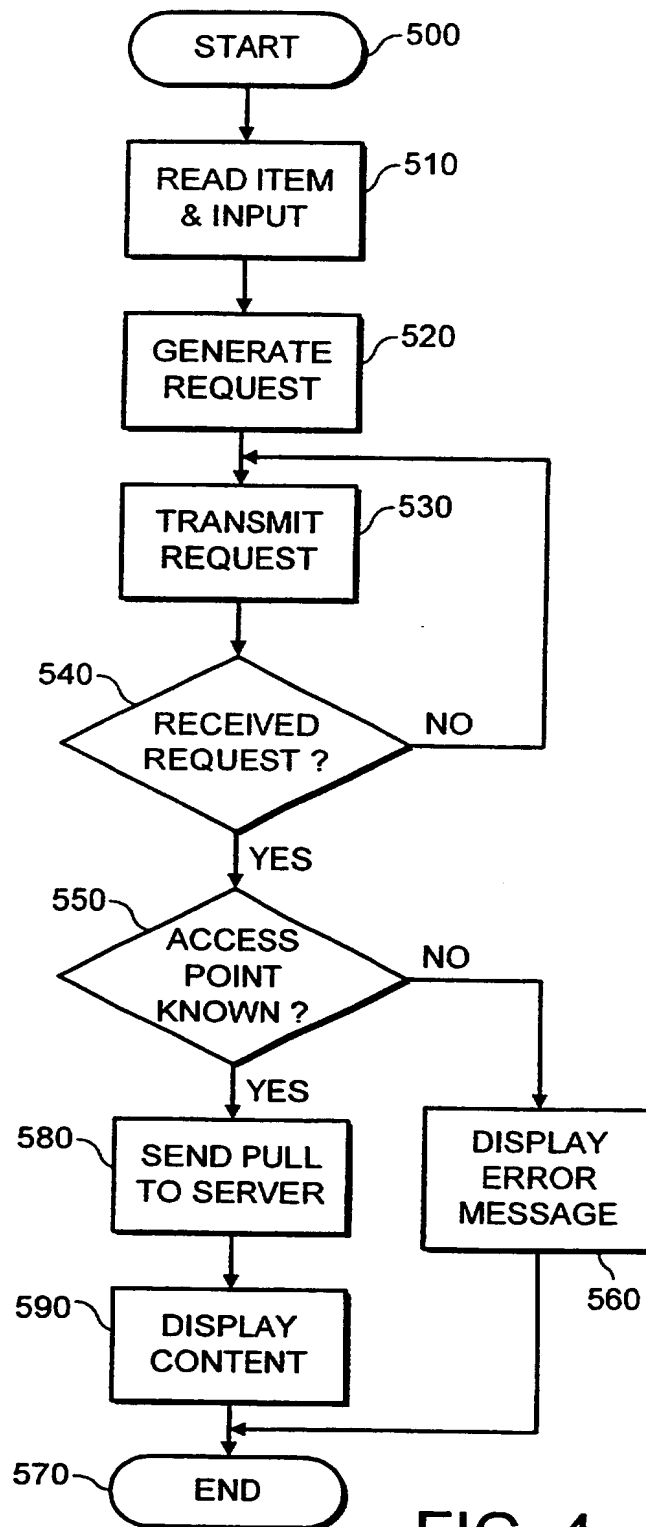 START
500
READ ITEM
& INPUT
510
GENERATE
REQUEST
520
TRANSMIT
REQUEST
530
540
RECEIVED
REQUEST ?
NO
YES
550
ACCESS
POINT
KNOWN ?
NO
YES
580
SEND PULL
TO SERVER
DISPLAY
ERROR
MESSAGE
560
590
DISPLAY
CONTENT
570
END
FIG. 4